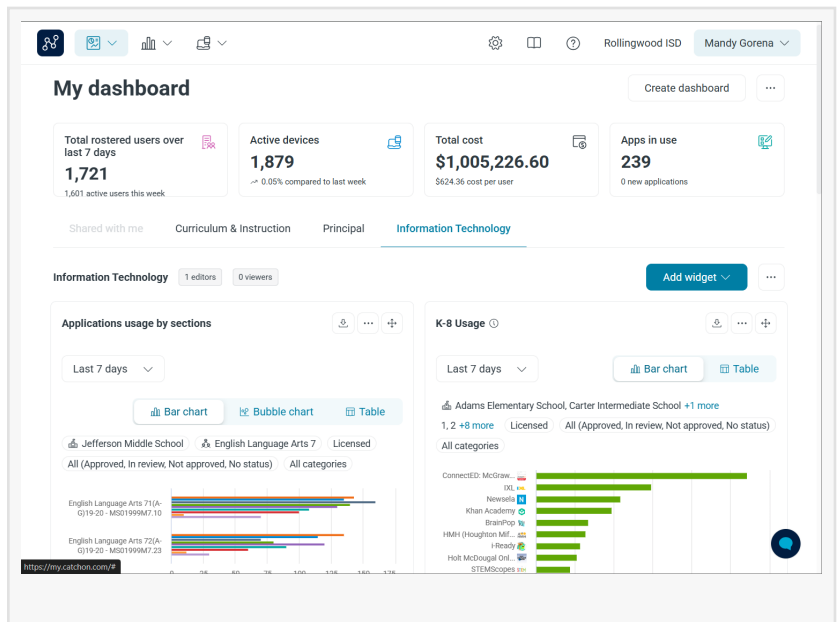 Rollingwood ISD
Mandy Gorena
My dashboard
Create dashboard
Total rostered users over
last 7 days
1,721
1,601 active users this week
Active devices
1,879
0.05% compared to last week
Total cost
$1,005,226.60
$624.36 cost per user
Apps in use
239
0 new applications
Shared with me
Curriculum & Instruction
Principal
Information Technology
Information Technology
1 editors
0 viewers
Add widget
Applications usage by sections
Last 7 days
Bar chart
Bubble chart
Table
Jefferson Middle School
English Language Arts 7
Licensed
All (Approved, In review, Not approved, No status)
All categories
English Language Arts 71(A-
G)19-20 - MS01999M7.10
English Language Arts 72(A-
G)19-20 - MS01999M7.23
0 25 50 75 100 125 150 175
K-8 Usage
Last 7 days
Bar chart
Table
Adams Elementary School, Carter Intermediate School +1 more
1, 2 +8 more
Licensed
All (Approved, In review, Not approved, No status)
All categories
ConnectED: McGraw...
IXL
Newsela
Khan Academy
BrainPop
HMH (Houghton Mif...
i-Ready
Holt McDougal Onl...
STEMScopes
https://my.catchon.com/#